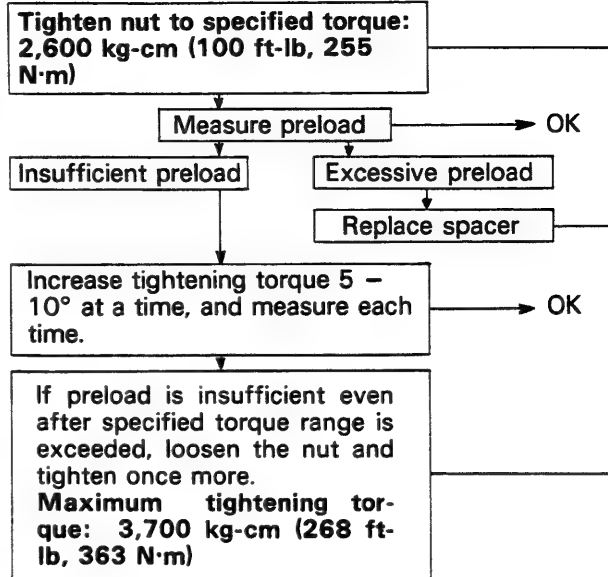 Tighten nut to specified torque:
2,600 kg-cm (100 ft-lb, 255
N·m)
Measure preload
OK
Insufficient preload
Excessive preload
Replace spacer
Increase tightening torque 5 –
10° at a time, and measure each
time.
OK
If preload is insufficient even
after specified torque range is
exceeded, loosen the nut and
tighten once more.
Maximum tightening tor-
que: 3,700 kg-cm (268 ft-
lb, 363 N·m)